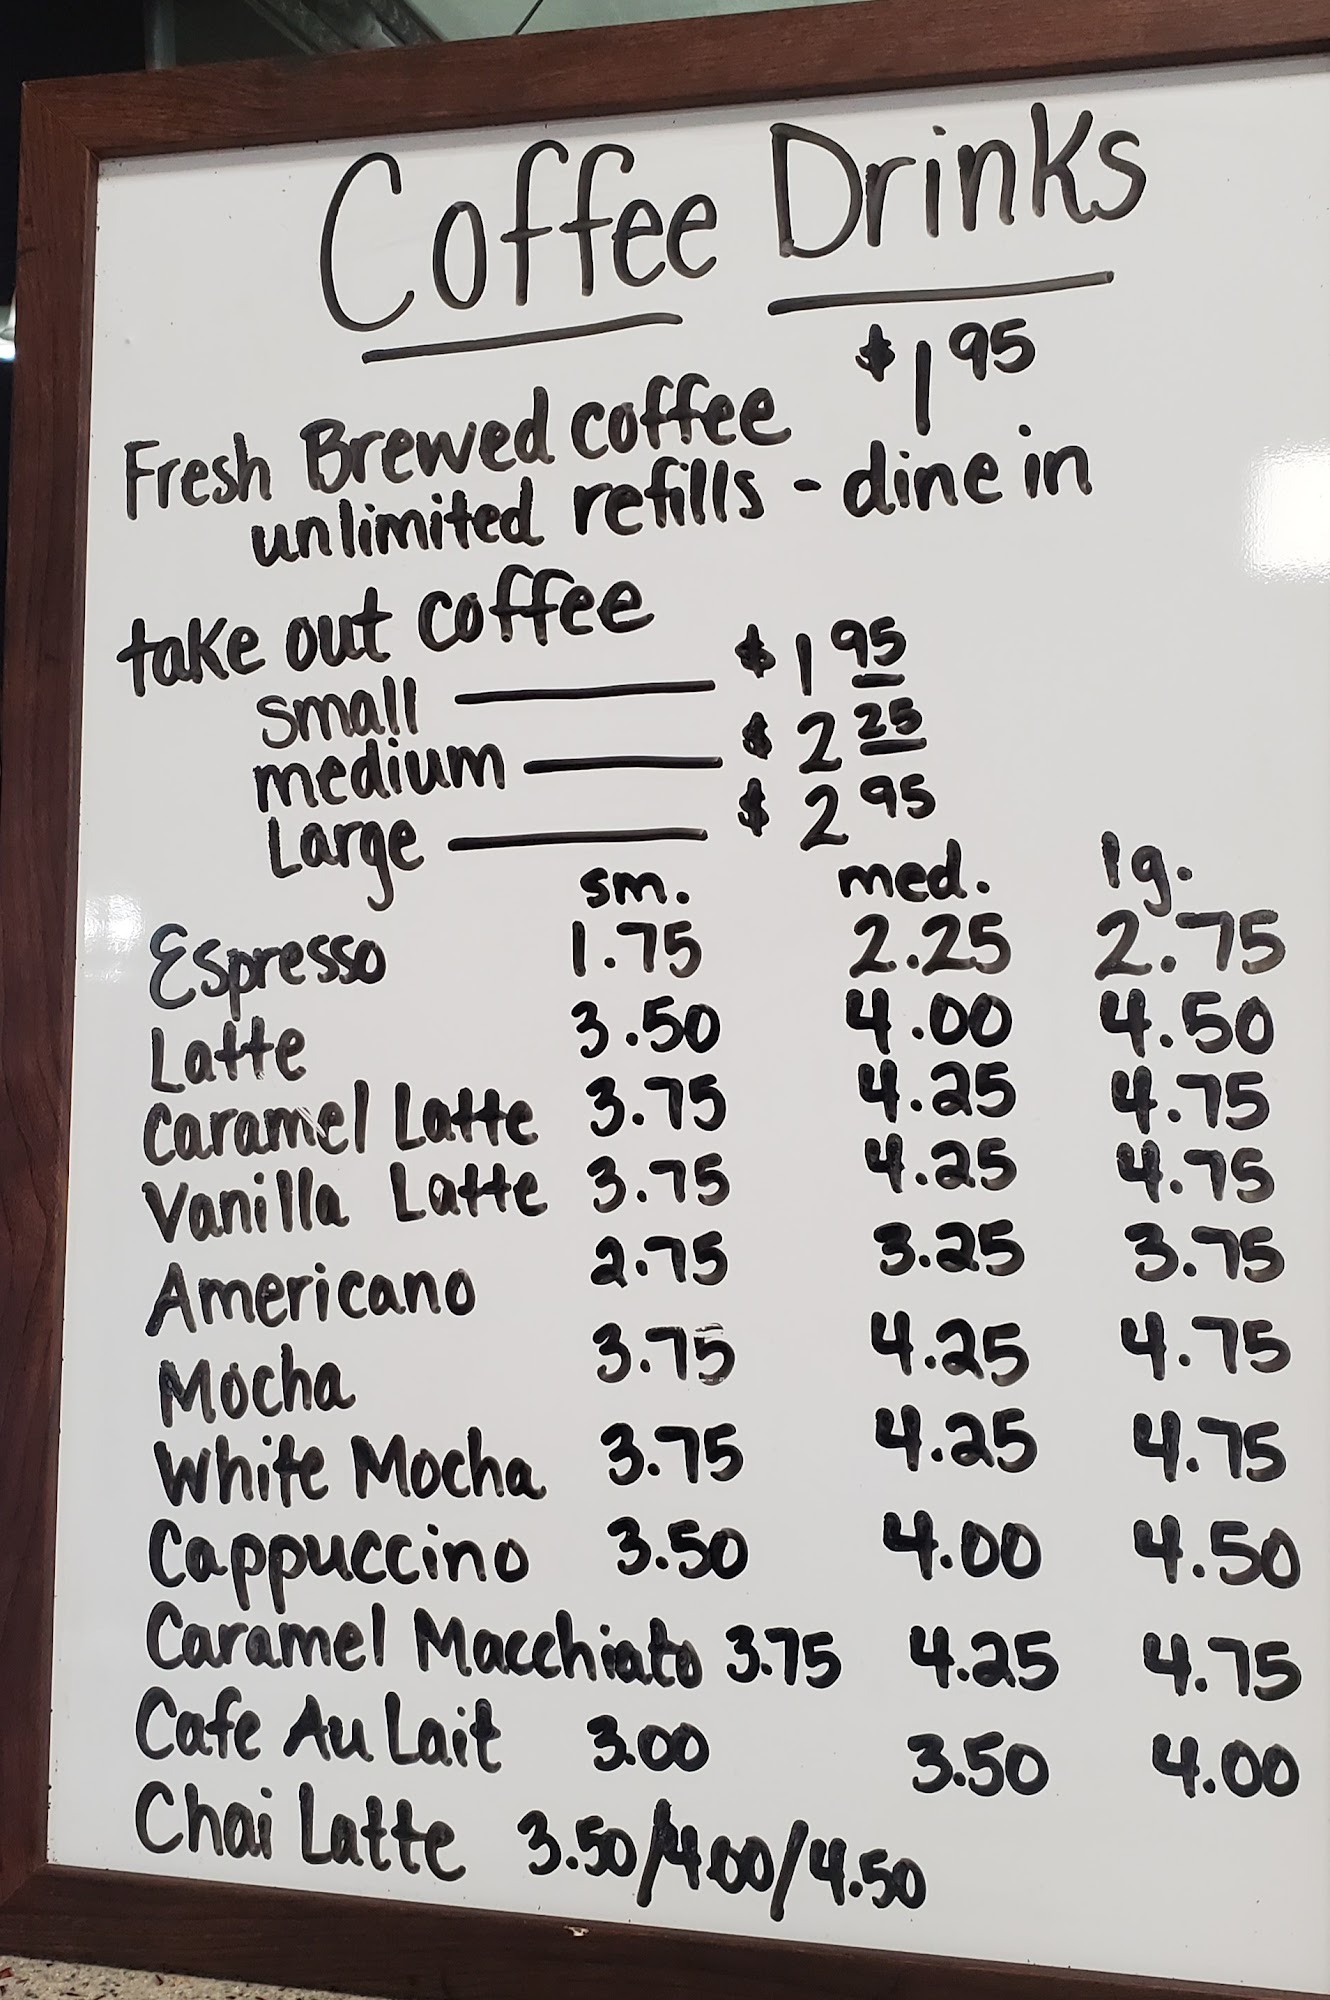 Coffee Drinks
Fresh Brewed coffee $1.95
unlimited refills - dine in
take out coffee
small $1.95
medium $2.25
Large $2.95
sm. med. lg.
Espresso 1.75 2.25 2.75
Latte 3.50 4.00 4.50
Caramel Latte 3.75 4.25 4.75
Vanilla Latte 3.75 4.25 4.75
Americano 2.75 3.25 3.75
Mocha 3.75 4.25 4.75
White Mocha 3.75 4.25 4.75
Cappuccino 3.50 4.00 4.50
Caramel Macchiato 3.75 4.25 4.75
Cafe Au Lait 3.00 3.50 4.00
Chai Latte 3.50/4.00/4.50